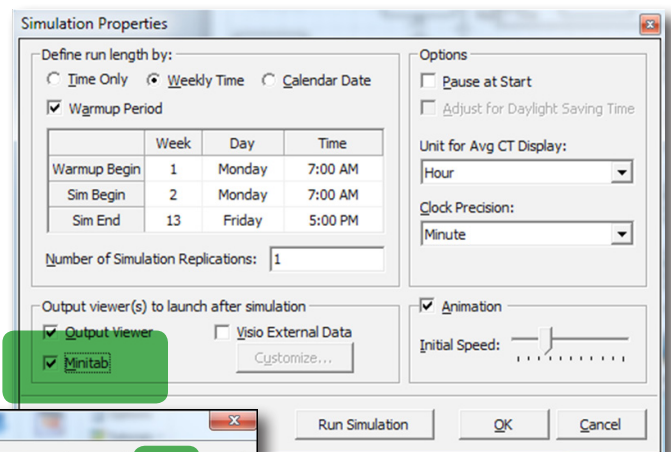 Simulation Properties
Define run length by:
Time Only Weekly Time Calendar Date
Warmup Period
Week Day Time
Warmup Begin 1 Monday 7:00 AM
Sim Begin 2 Monday 7:00 AM
Sim End 13 Friday 5:00 PM
Number of Simulation Replications: 1
Options
Pause at Start
Adjust for Daylight Saving Time
Unit for Avg CT Display:
Hour
Clock Precision:
Minute
Output viewer(s) to launch after simulation
Output Viewer Visio External Data
Minitab Customize...
Animation
Initial Speed:
Run Simulation OK Cancel